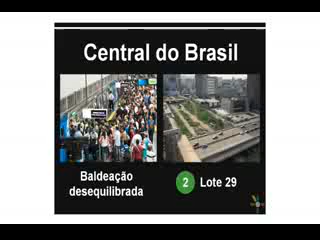 Central do Brasil
Baldeação
desequilibrada
2 Lote 29